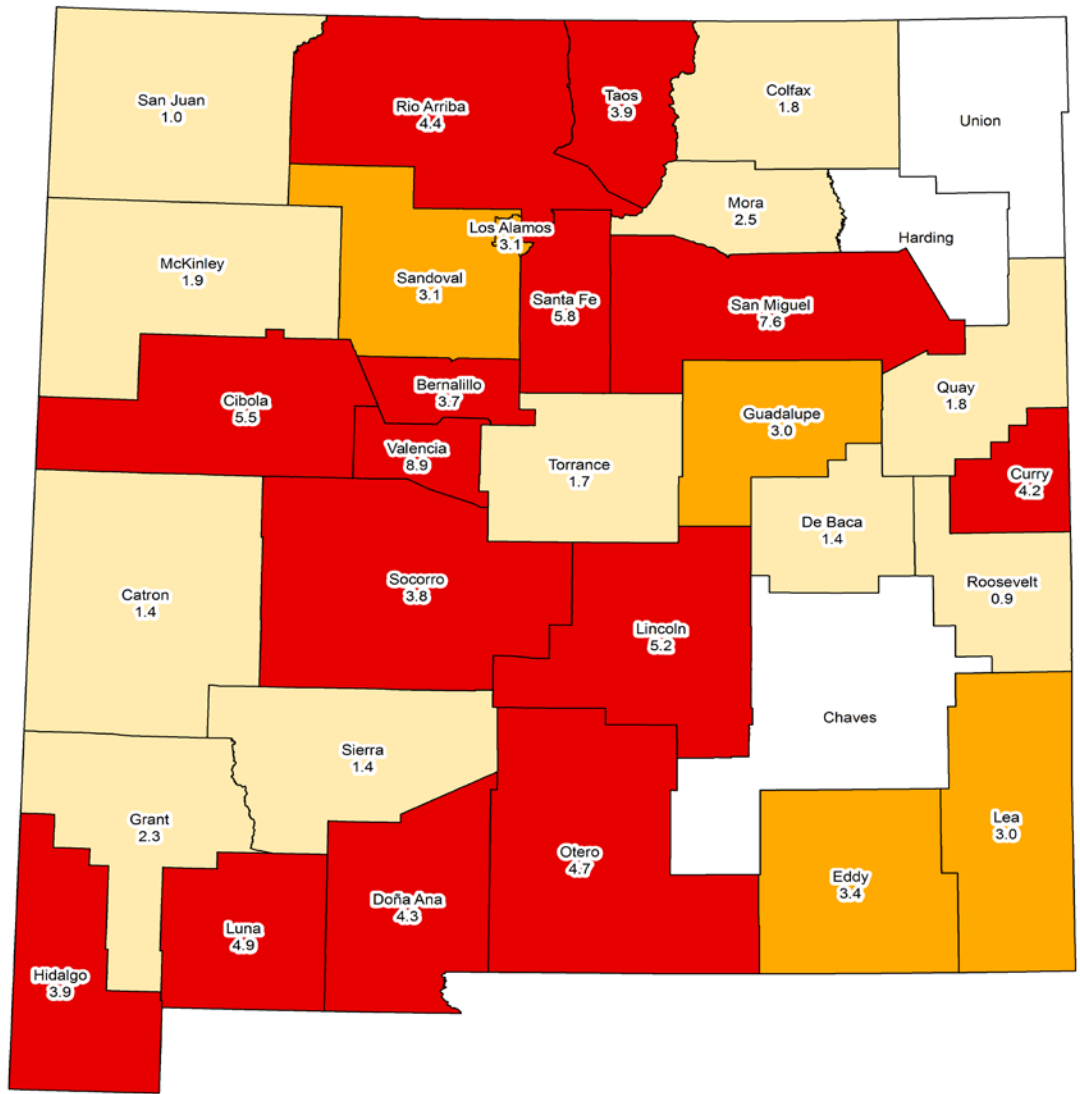 San Juan
1.0
Rio Arriba
4.4
Taos
3.9
Colfax
1.8
Union
Mora
2.5
Los Alamos
3.1
Harding
McKinley
1.9
Sandoval
3.1
Santa Fe
5.8
San Miguel
7.6
Cibola
5.5
Bernalillo
3.7
Guadalupe
3.0
Quay
1.8
Valencia
8.9
Torrance
1.7
Curry
4.2
De Baca
1.4
Catron
1.4
Socorro
3.8
Roosevelt
0.9
Lincoln
5.2
Chaves
Sierra
1.4
Grant
2.3
Lea
3.0
Otero
4.7
Eddy
3.4
Doña Ana
4.3
Luna
4.9
Hidalgo
3.9